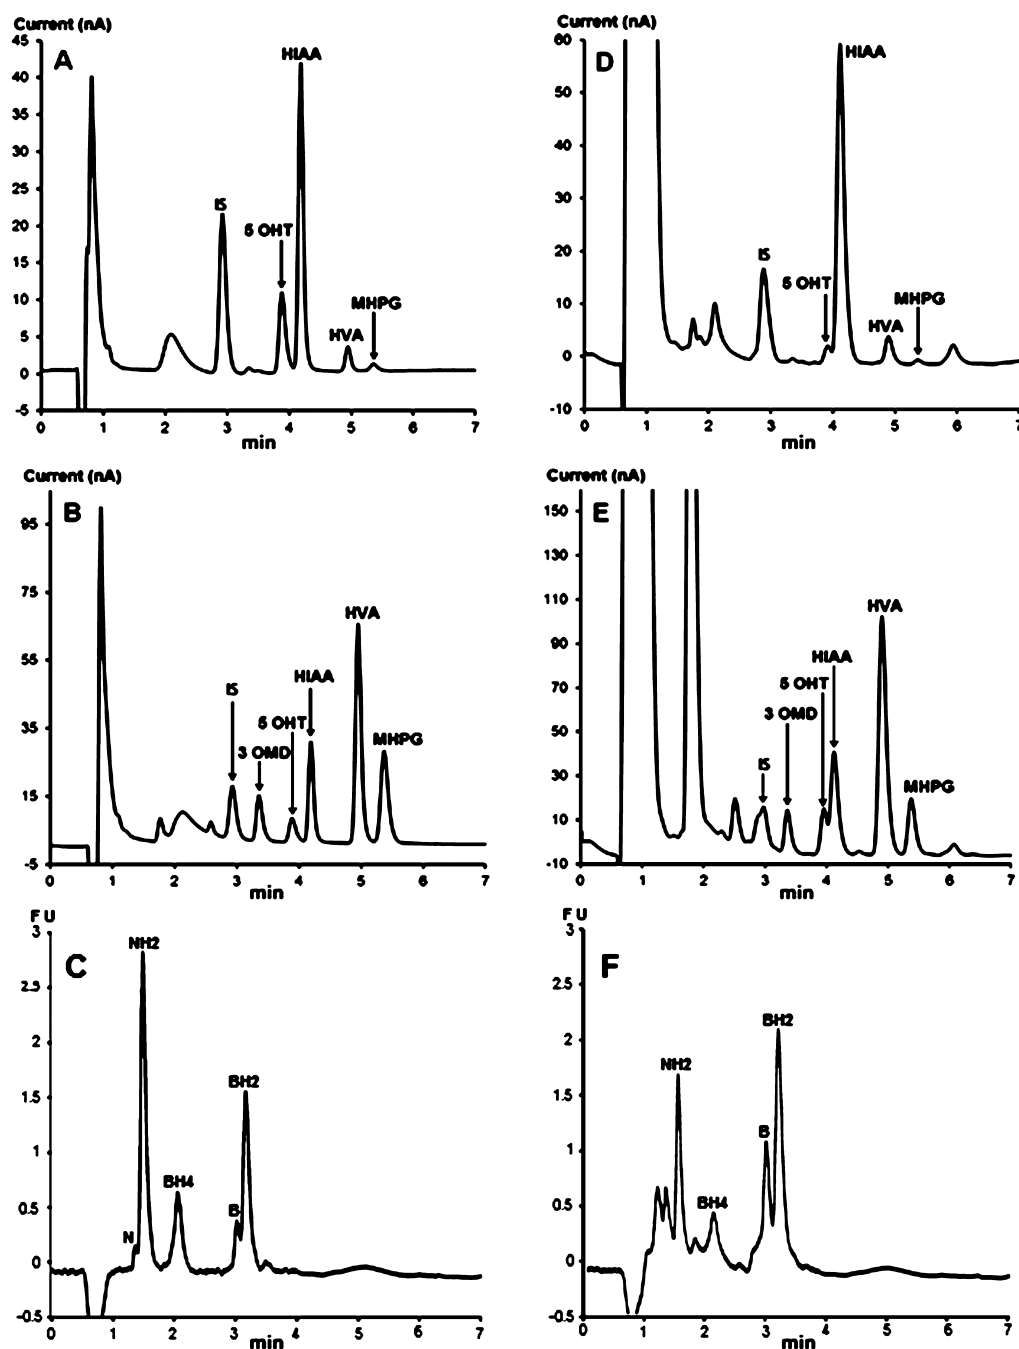 Current (nA)
A
45
40
35
30
25
20
15
10
5
0
-5
HIAA
IS
5 OHT
HVA
MHPG
0 1 2 3 4 5 6 7
min
Current (nA)
D
60
50
40
30
20
10
0
-10
HIAA
IS
5 OHT
HVA
MHPG
0 1 2 3 4 5 6 7
min
Current (nA)
B
95
75
55
35
15
-5
HVA
HIAA
IS
5 OHT
3 OMD
MHPG
0 1 2 3 4 5 6 7
min
Current (nA)
E
150
130
110
90
70
50
30
10
-10
HVA
HIAA
5 OHT
3 OMD
IS
MHPG
0 1 2 3 4 5 6 7
min
F U
C
3
2.5
2
1.5
1
0.5
0
-0.5
NH2
BH2
BH4
B
N
0 1 2 3 4 5 6 7
min
F U
F
3
2.5
2
1.5
1
0.5
0
-0.5
BH2
NH2
B
BH4
0 1 2 3 4 5 6 7
min